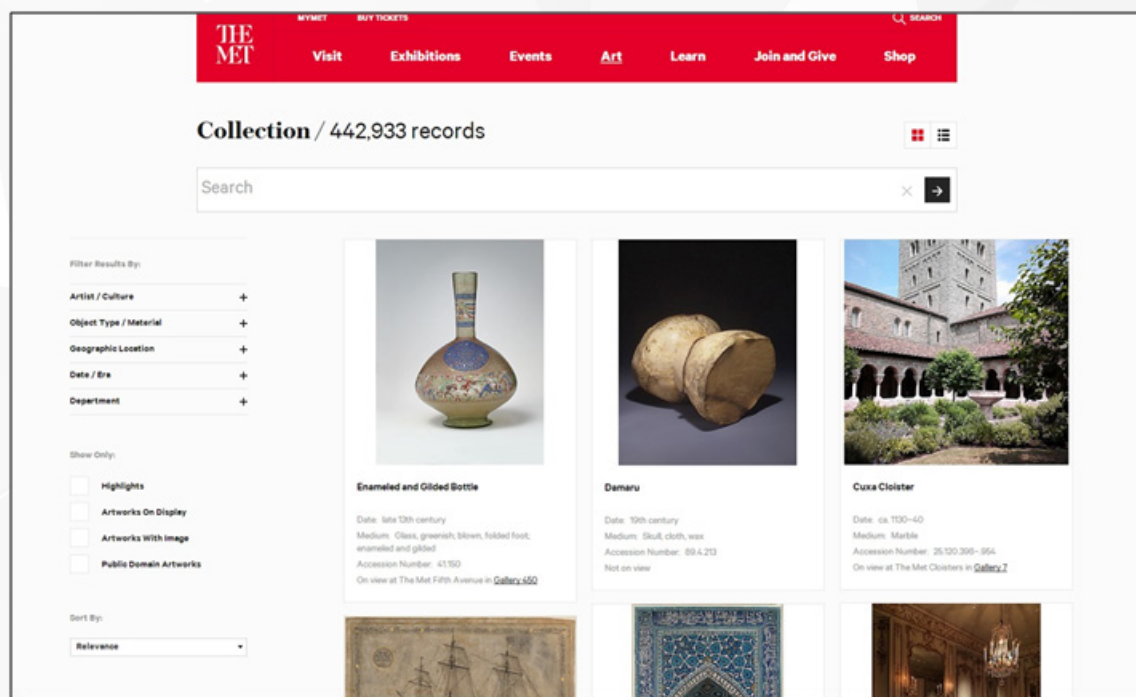 THE
MET
MYMET BUY TICKETS SEARCH
Visit Exhibitions Events Art Learn Join and Give Shop
Collection / 442,933 records
Search
Filter Results By:
Artist / Culture +
Object Type / Material +
Geographic Location +
Date / Era +
Department +
Show Only:
Highlights
Artworks On Display
Artworks With Image
Public Domain Artworks
Sort By:
Relevance
Enameled and Gilded Bottle
Date: late 13th century
Medium: Glass, greenish; blown, folded foot;
enameled and gilded
Accession Number: 41.150
On view at The Met Fifth Avenue in Gallery 450
Damaru
Date: 19th century
Medium: Skull, cloth, wax
Accession Number: 89.4.213
Not on view
Cuxa Cloister
Date: ca. 1130–40
Medium: Marble
Accession Number: 25.120.398–.954
On view at The Met Cloisters in Gallery 7